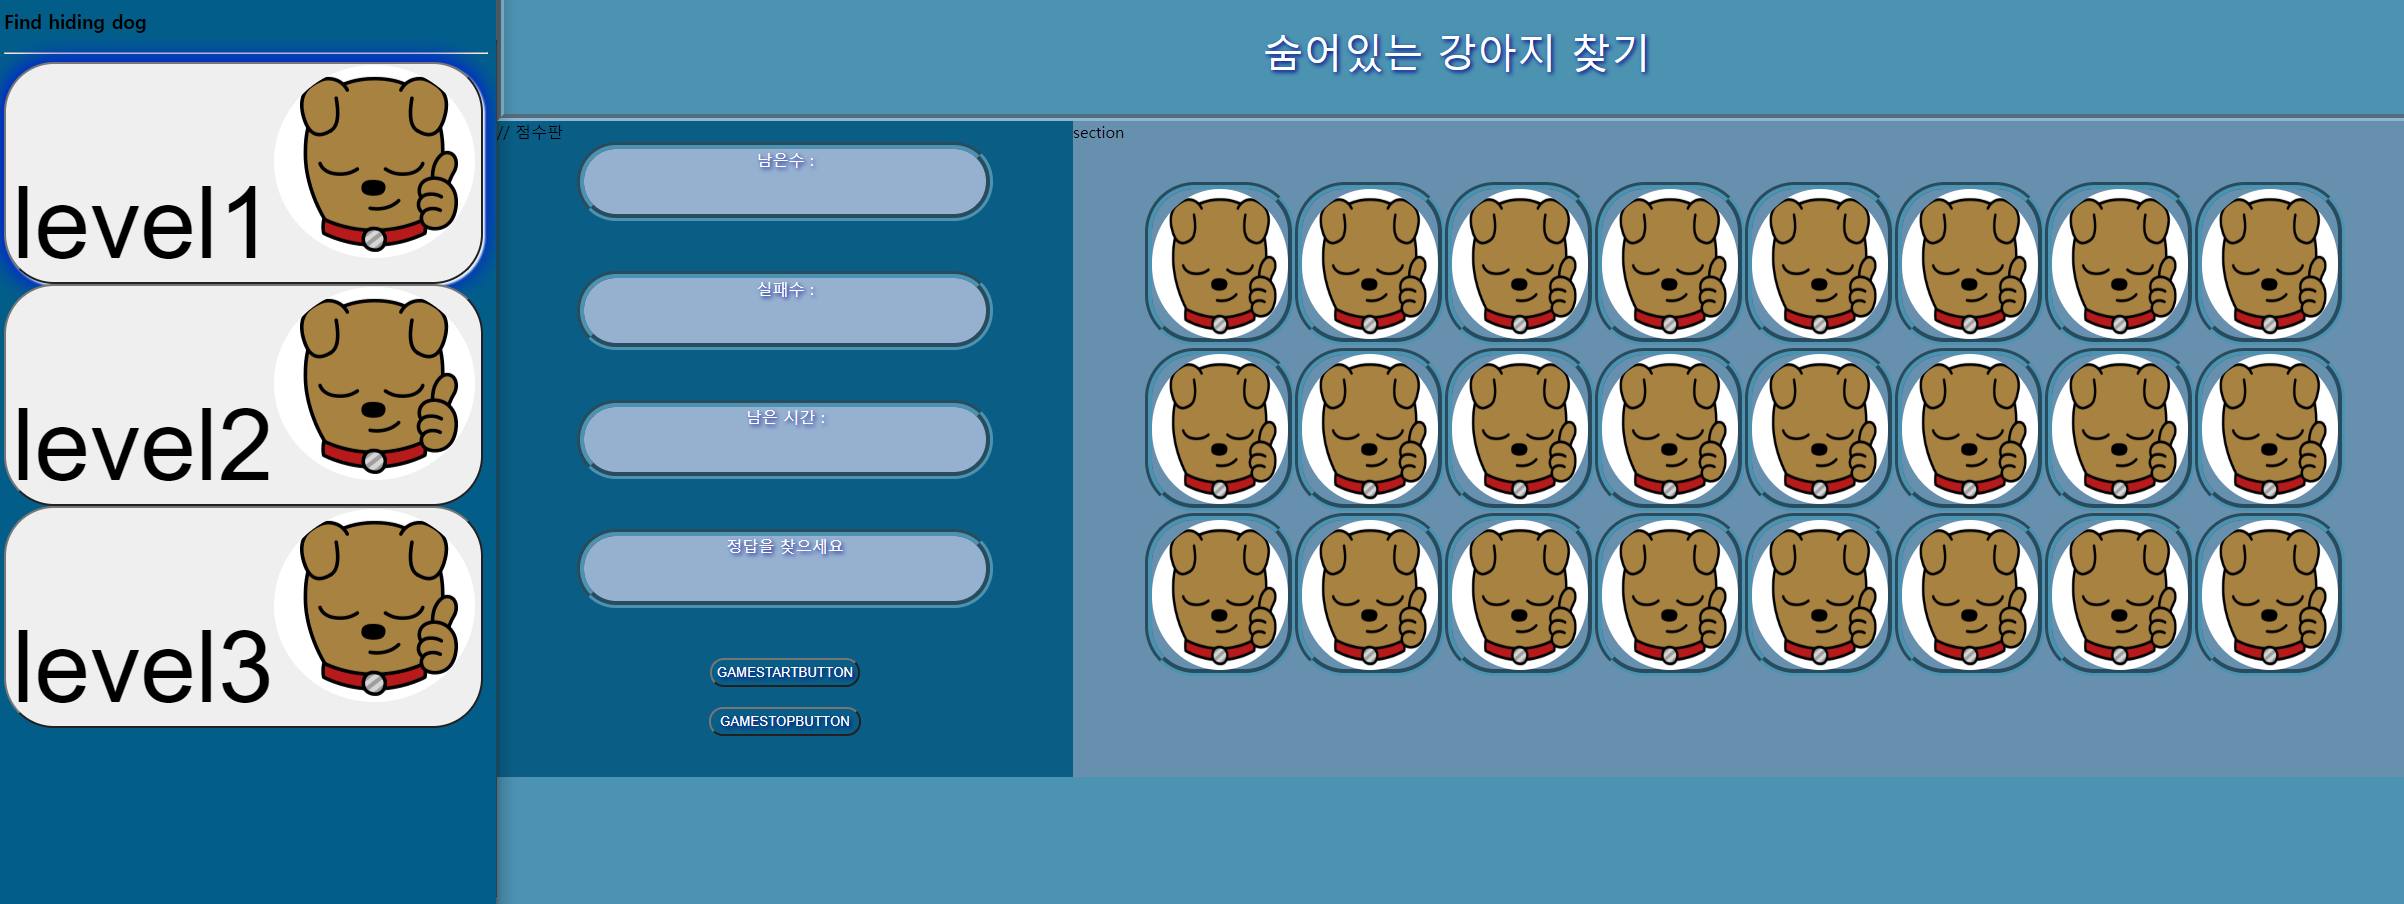 Find hiding dog
level1
level2
level3
숨어있는 강아지 찾기
// 점수판
남은수 :
실패수 :
남은 시간 :
정답을 찾으세요
GAMESTARTBUTTON
GAMESTOPBUTTON
section